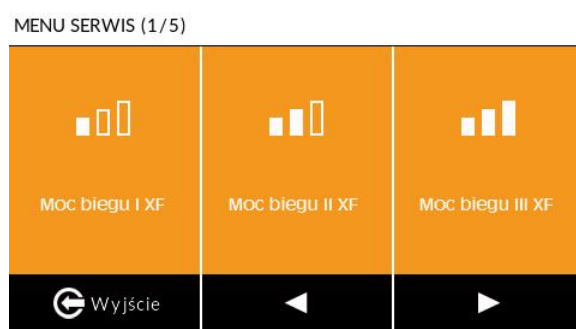 MENU SERWIS (1/5)
Moc biegu I XF
Moc biegu II XF
Moc biegu III XF
Wyjście